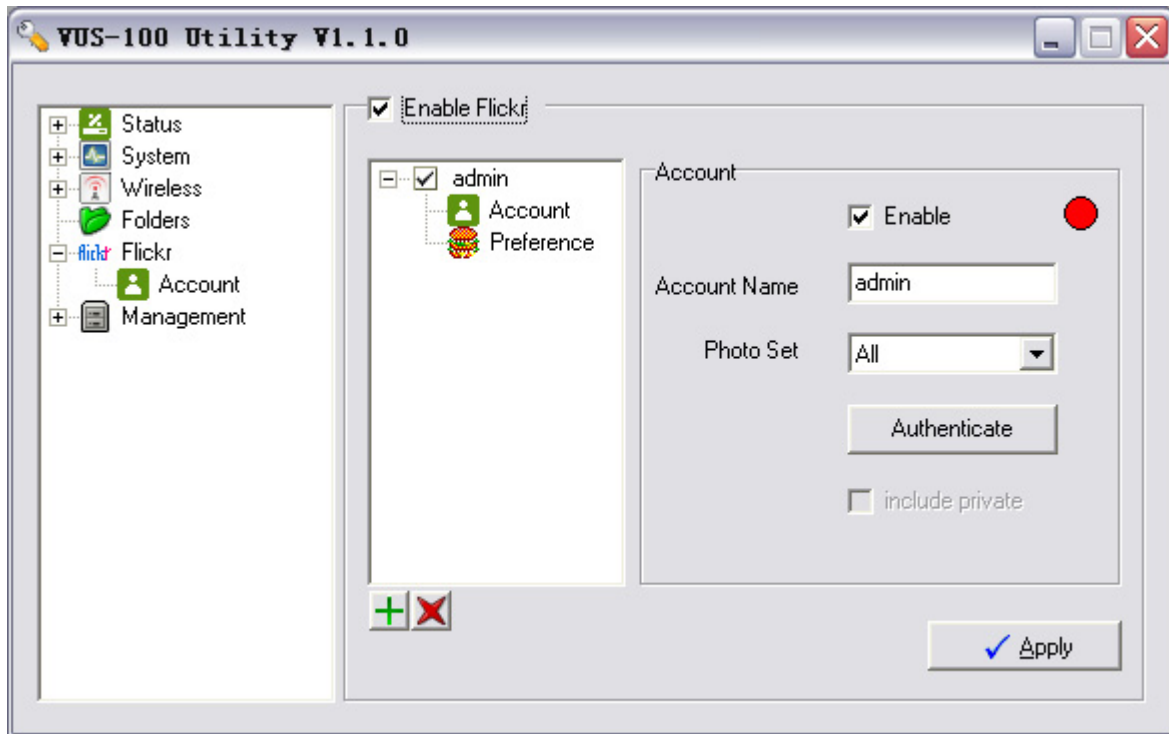 VUS-100 Utility V1.1.0
Status
System
Wireless
Folders
flickr Flickr
Account
Management
Enable Flickr
admin
Account
Preference
Account
Enable
Account Name admin
Photo Set All
Authenticate
include private
Apply